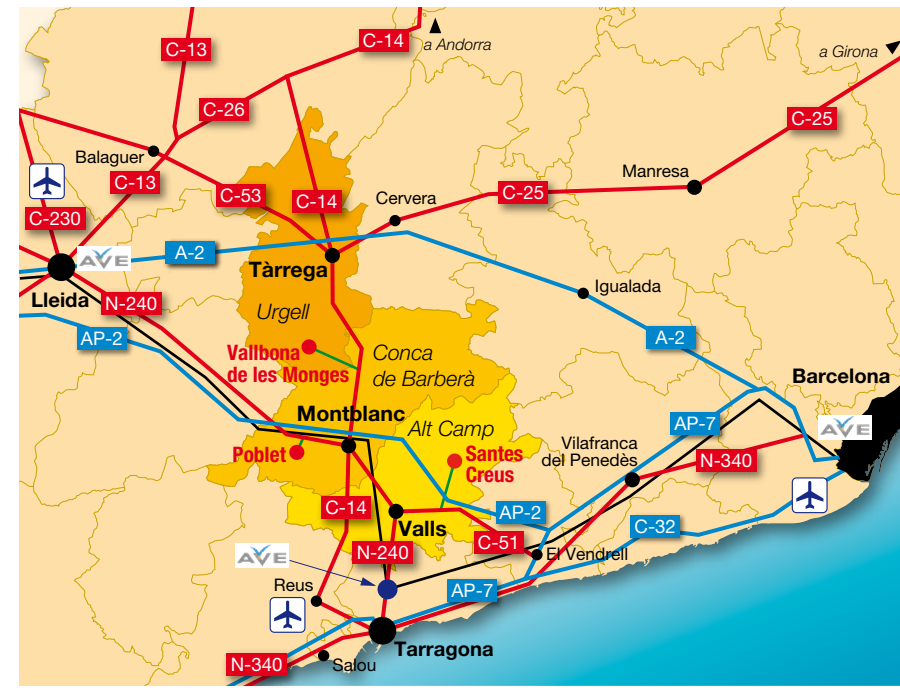 C-13
C-14
a Andorra
a Girona
C-26
C-25
Balaguer
C-13
Manresa
C-53
C-14
Cervera
C-25
C-230
A-2
AVE
Tàrrega
Lleida
N-240
Igualada
Urgell
AP-2
A-2
Vallbona
de les Monges
Conca
de Barberà
Barcelona
Montblanc
Alt Camp
AP-7
AVE
Poblet
Santes
Creus
Vilafranca
del Penedès
N-340
C-14
AP-2
Valls
C-32
C-51
AVE
N-240
El Vendrell
Reus
AP-7
Tarragona
N-340
Salou